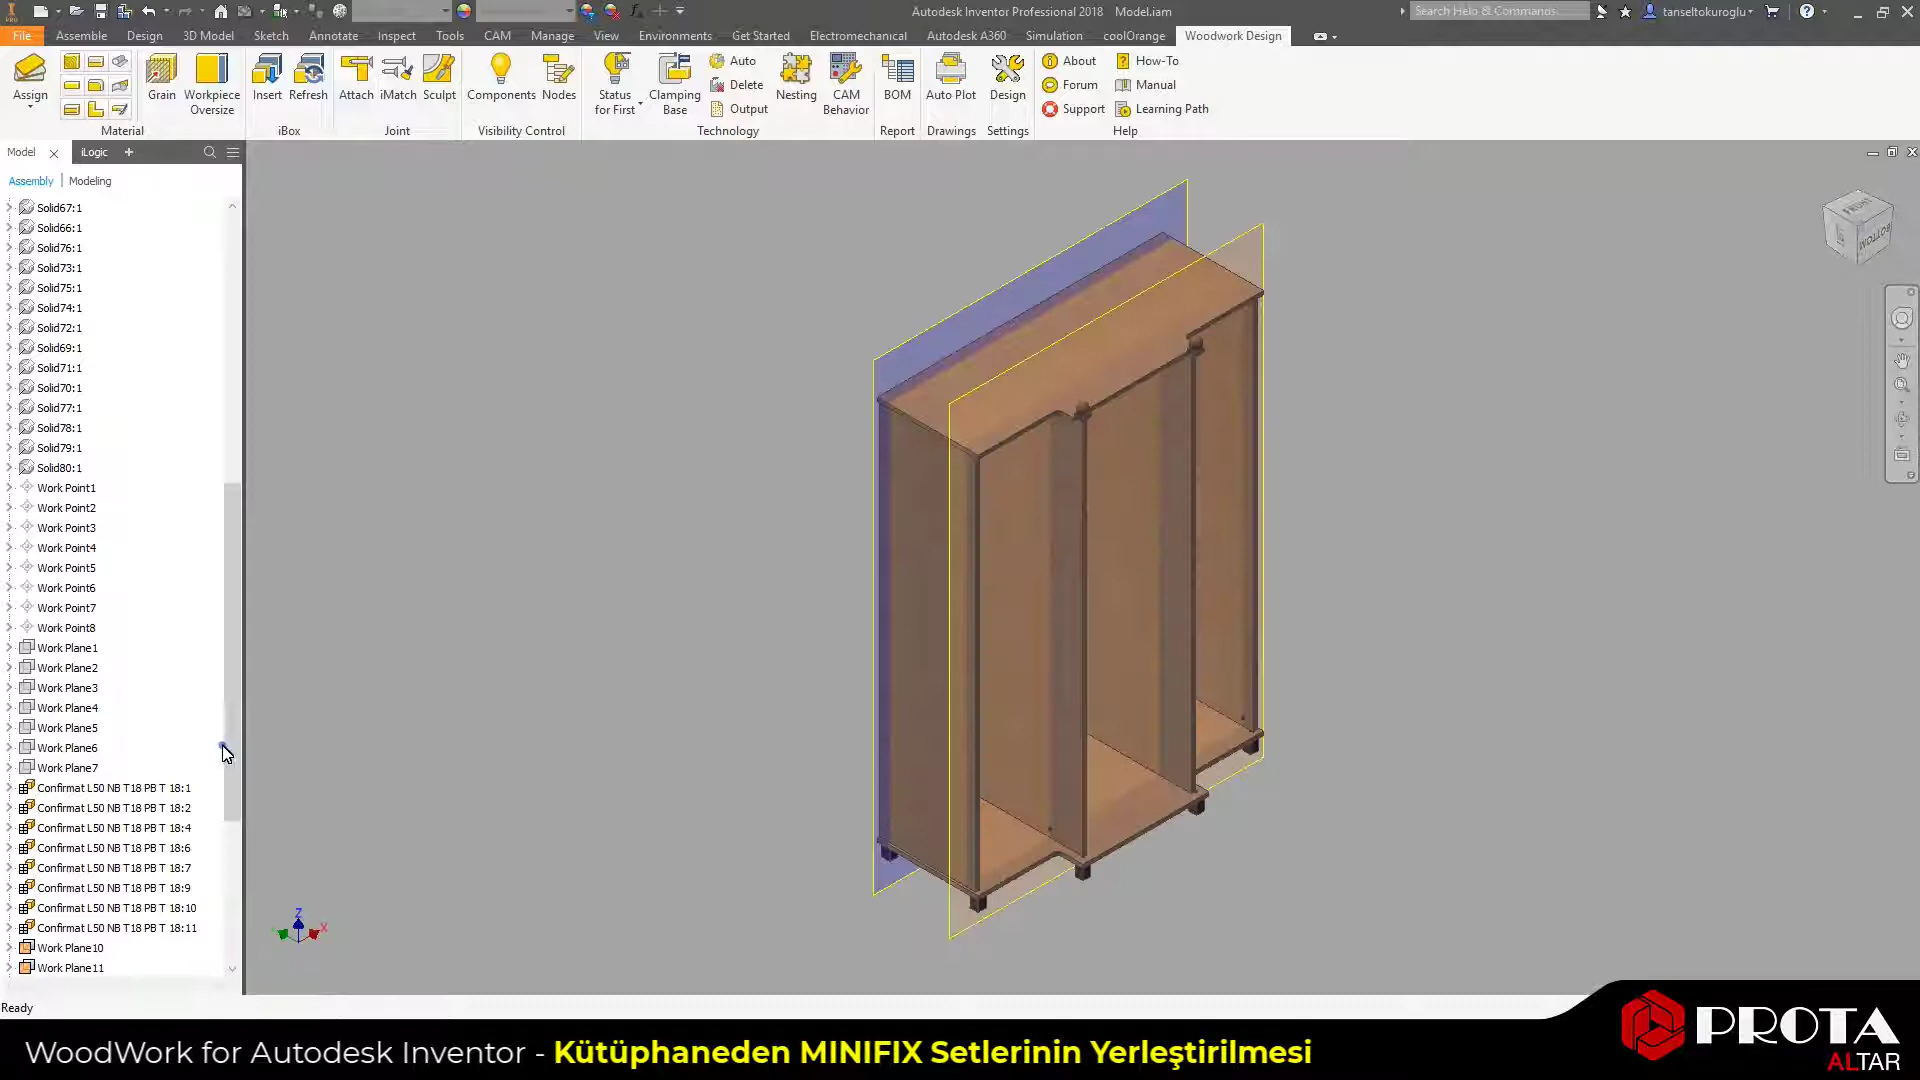 Autodesk Inventor Professional 2018 Model.iam
Search Help & Commands...
tanseltokuroglu
File Assemble Design 3D Model Sketch Annotate Inspect Tools CAM Manage View Environments Get Started Electromechanical Autodesk A360 Simulation coolOrange Woodwork Design
Assign
Grain
Workpiece Oversize
Insert
Refresh
Attach
iMatch
Sculpt
Components
Nodes
Status for First
Clamping Base
Auto
Delete
Output
Nesting
CAM Behavior
BOM
Auto Plot
Design
About
Forum
Support
How-To
Manual
Learning Path
Material iBox Joint Visibility Control Technology Report Drawings Settings Help
Model iLogic
Assembly | Modeling
Solid67:1
Solid66:1
Solid76:1
Solid73:1
Solid75:1
Solid74:1
Solid72:1
Solid69:1
Solid71:1
Solid70:1
Solid77:1
Solid78:1
Solid79:1
Solid80:1
Work Point1
Work Point2
Work Point3
Work Point4
Work Point5
Work Point6
Work Point7
Work Point8
Work Plane1
Work Plane2
Work Plane3
Work Plane4
Work Plane5
Work Plane6
Work Plane7
Confirmat L50 NB T18 PB T 18:1
Confirmat L50 NB T18 PB T 18:2
Confirmat L50 NB T18 PB T 18:4
Confirmat L50 NB T18 PB T 18:6
Confirmat L50 NB T18 PB T 18:7
Confirmat L50 NB T18 PB T 18:9
Confirmat L50 NB T18 PB T 18:10
Confirmat L50 NB T18 PB T 18:11
Work Plane10
Work Plane11
FRONT
BOTTOM
Z
X
Ready
WoodWork for Autodesk Inventor - Kütüphaneden MINIFIX Setlerinin Yerleştirilmesi
PROTA
ALTAR